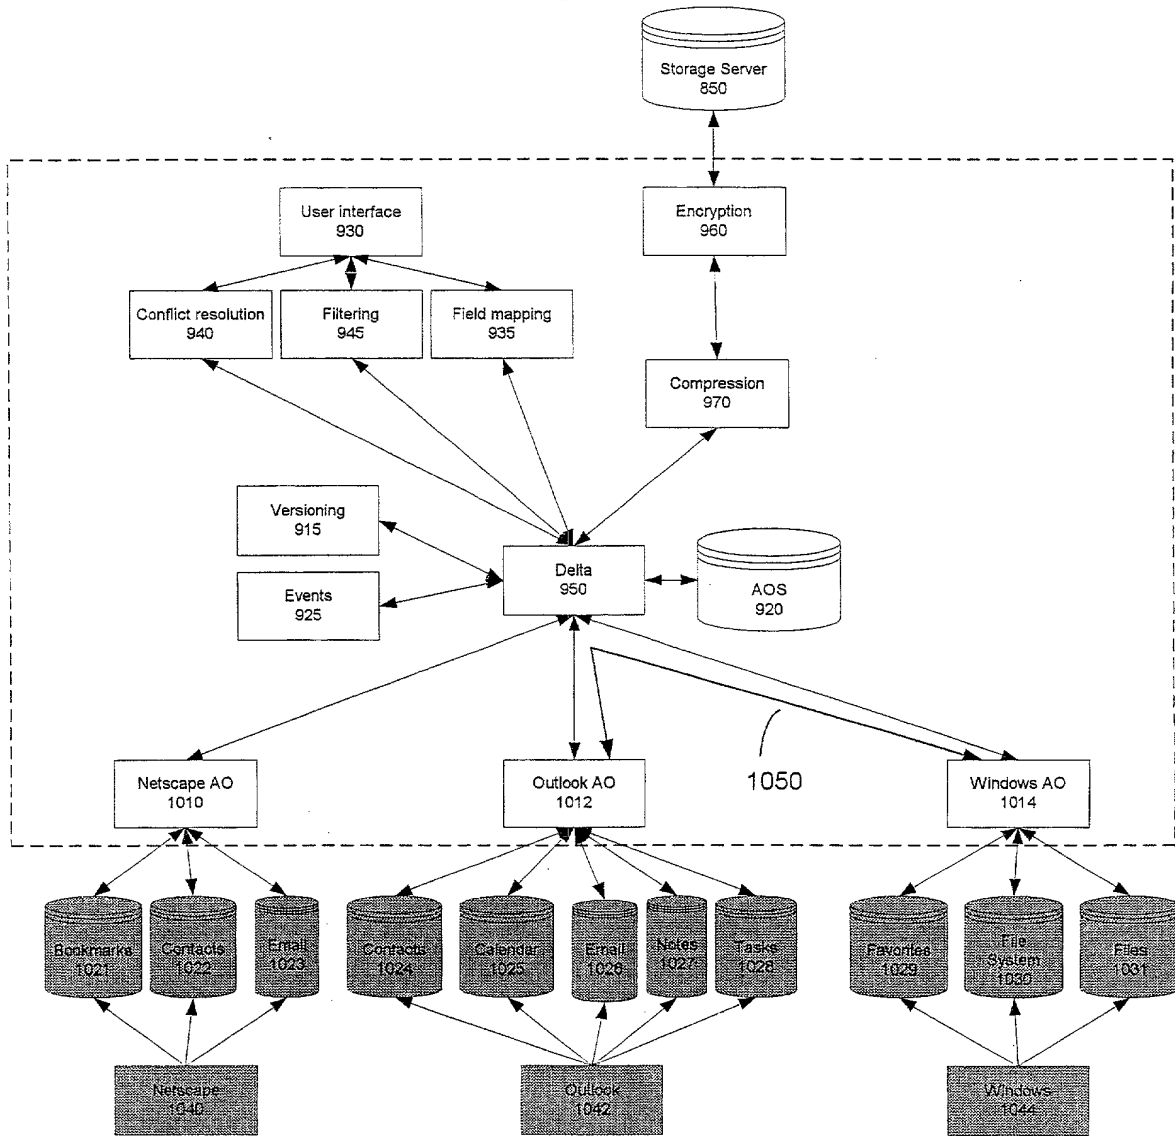 Storage Server
850
User interface
930
Encryption
960
Conflict resolution
940
Filtering
945
Field mapping
935
Compression
970
Versioning
915
Events
925
Delta
950
AOS
920
1050
Netscape AO
1010
Outlook AO
1012
Windows AO
1014
Bookmarks
1021
Contacts
1022
Email
1023
Contacts
1024
Calendar
1025
Email
1026
Notes
1027
Tasks
1028
Favorites
1029
File
System
1030
Files
1031
Netscape
1040
Outlook
1042
Windows
1044